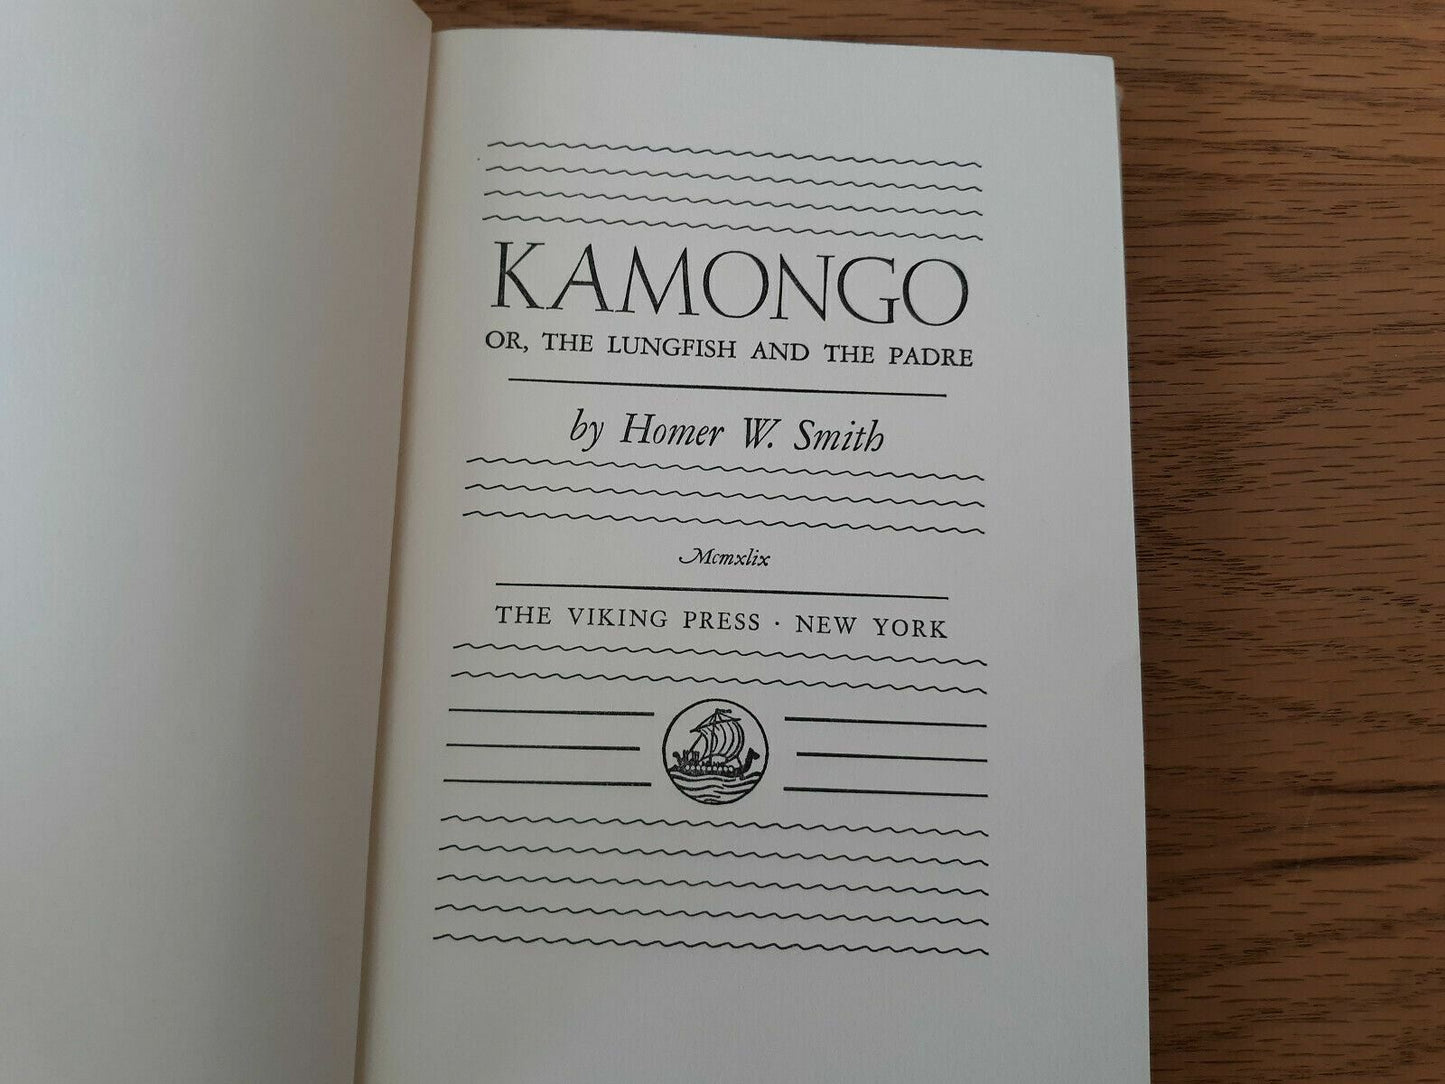 KAMONGO
OR, THE LUNGFISH AND THE PADRE
by Homer W. Smith
Mcmxlix
THE VIKING PRESS · NEW YORK